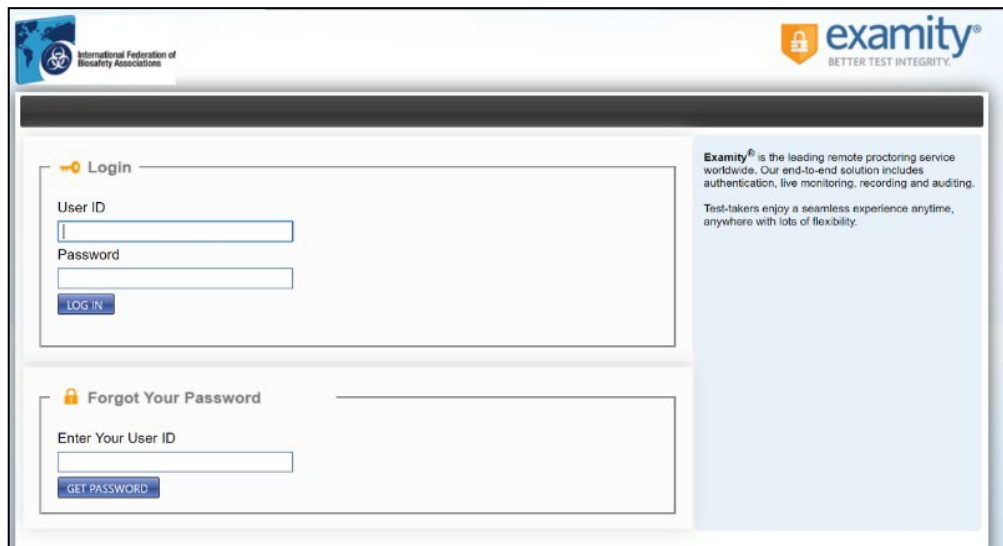 International Federation of
Biosafety Associations
examity®
BETTER TEST INTEGRITY.
Login
User ID
Password
LOG IN
Examity® is the leading remote proctoring service
worldwide. Our end-to-end solution includes
authentication, live monitoring, recording and auditing.
Test-takers enjoy a seamless experience anytime,
anywhere with lots of flexibility.
Forgot Your Password
Enter Your User ID
GET PASSWORD